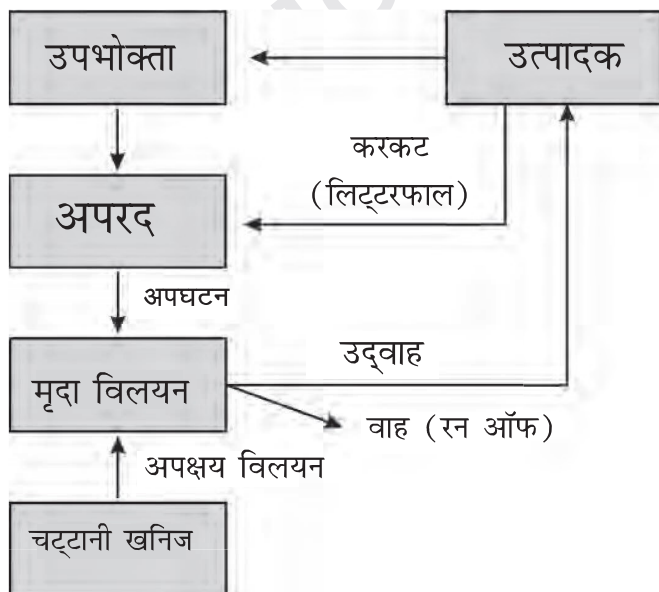 उपभोक्ता
उत्पादक
करकट
(लिट्टरफाल)
अपरद
अपघटन
उद्वाह
मृदा विलयन
वाह (रन ऑफ)
अपक्षय विलयन
चट्टानी खनिज